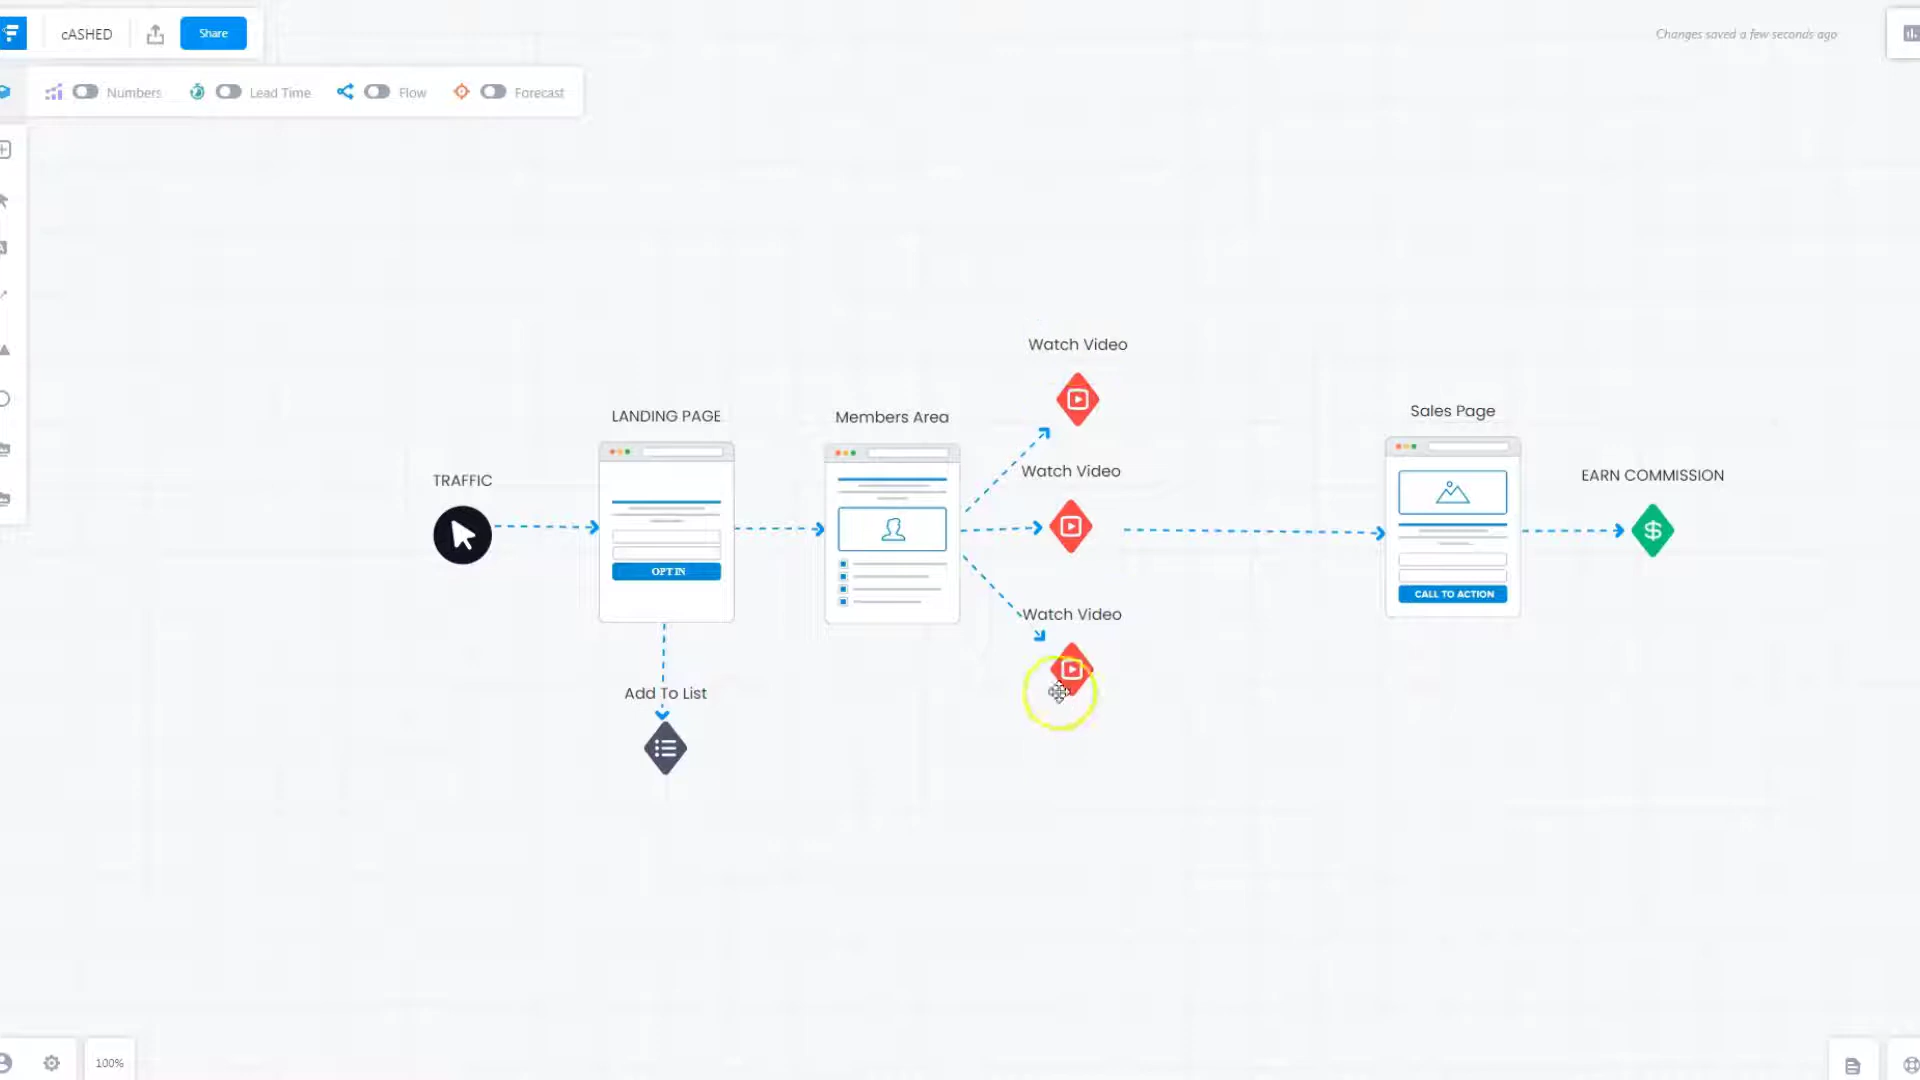 cASHED
Share
Changes saved a few seconds ago
Numbers
Lead Time
Flow
Forecast
Watch Video
LANDING PAGE
Members Area
Sales Page
Watch Video
TRAFFIC
EARN COMMISSION
OPT IN
CALL TO ACTION
Watch Video
Add To List
100%